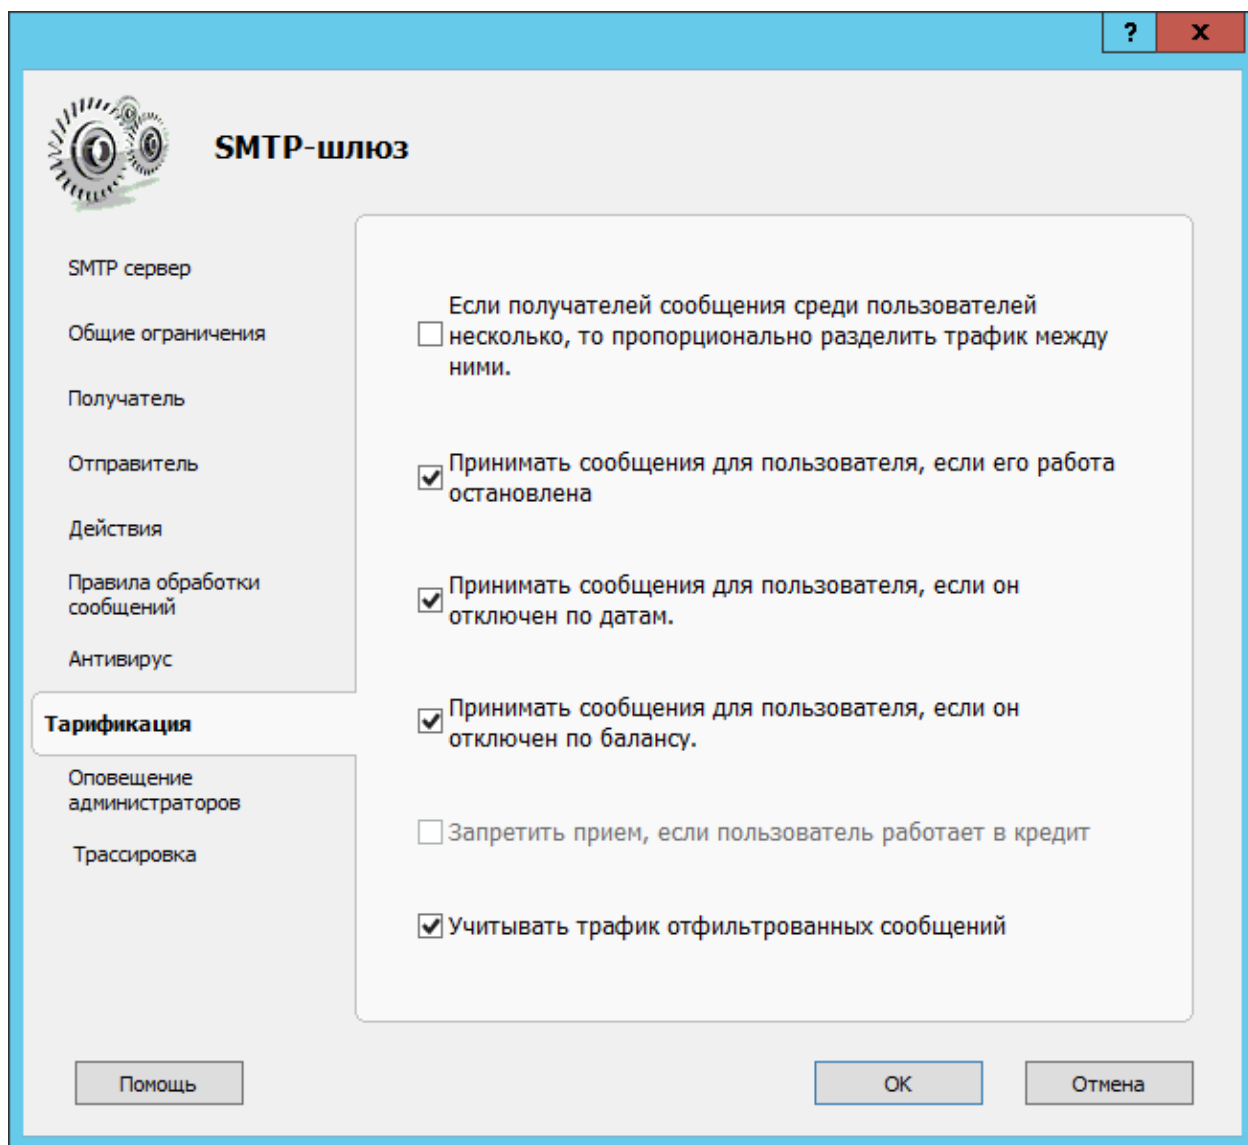 ?
x
SMTP-шлюз
SMTP сервер
Общие ограничения
Получатель
Отправитель
Действия
Правила обработки
сообщений
Антивирус
Тарификация
Оповещение
администраторов
Трассировка
Если получателей сообщения среди пользователей
несколько, то пропорционально разделить трафик между
ними.
Принимать сообщения для пользователя, если его работа
остановлена
Принимать сообщения для пользователя, если он
отключен по датам.
Принимать сообщения для пользователя, если он
отключен по балансу.
Запретить прием, если пользователь работает в кредит
Учитывать трафик отфильтрованных сообщений
Помощь
ОК
Отмена